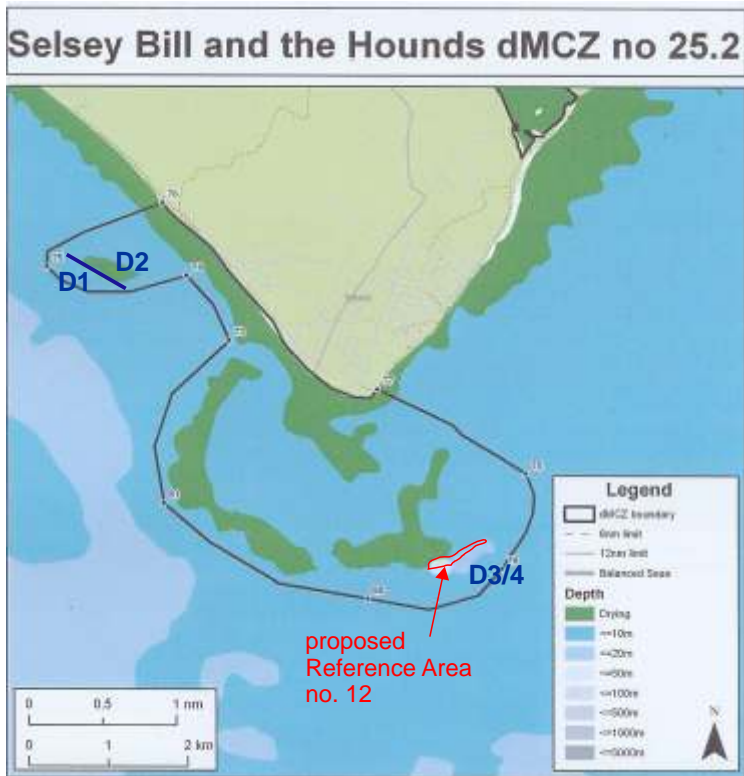 Selsey Bill and the Hounds dMCZ no 25.2
76
D1
D2
D3/4
proposed
Reference Area
no. 12
Legend
dMCZ boundary
6nm limit
12nm limit
Balanced Seas
Depth
Drying
<=10m
<=20m
<=50m
<=100m
<=500m
<=1000m
<=5000m
0 0.5 1 nm
0 1 2 km
N